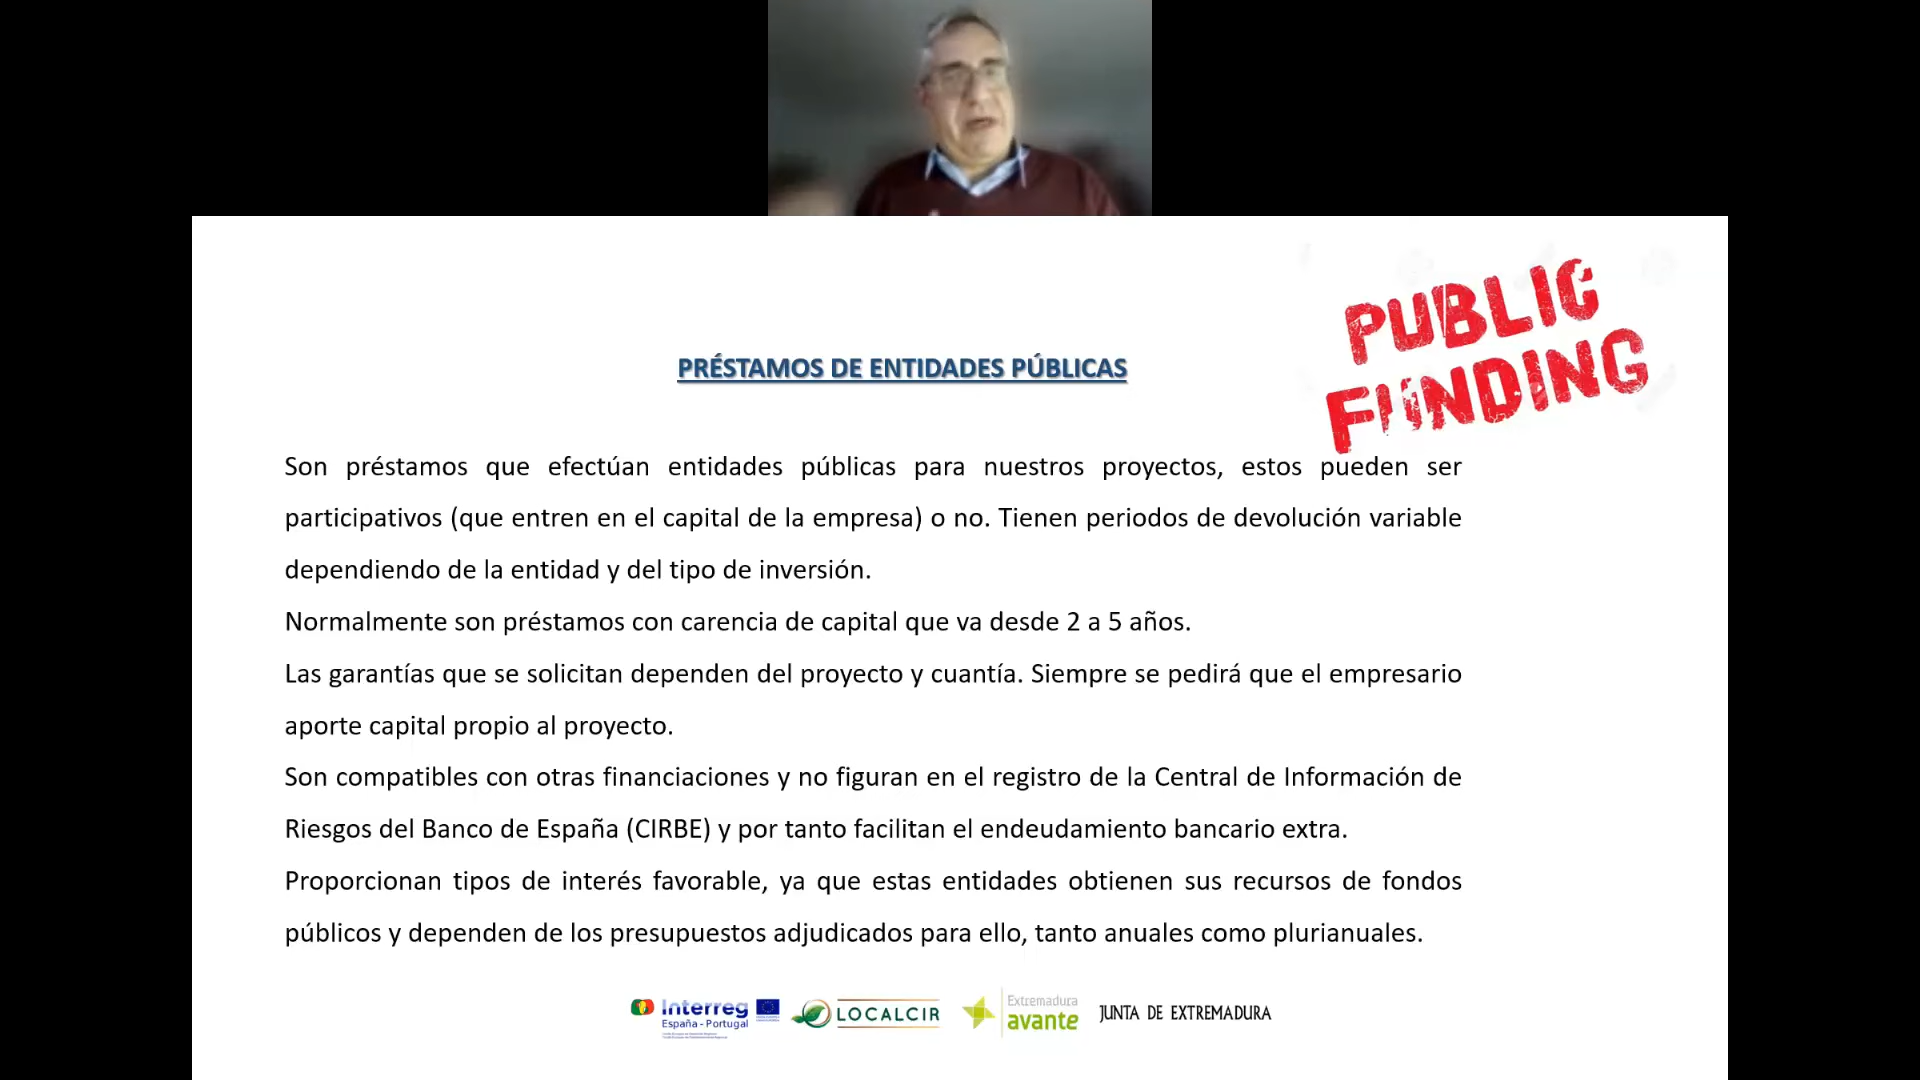 PUBLIC
FUNDING
PRÉSTAMOS DE ENTIDADES PÚBLICAS
Son préstamos que efectúan entidades públicas para nuestros proyectos, estos pueden ser
participativos (que entren en el capital de la empresa) o no. Tienen periodos de devolución variable
dependiendo de la entidad y del tipo de inversión.
Normalmente son préstamos con carencia de capital que va desde 2 a 5 años.
Las garantías que se solicitan dependen del proyecto y cuantía. Siempre se pedirá que el empresario
aporte capital propio al proyecto.
Son compatibles con otras financiaciones y no figuran en el registro de la Central de Información de
Riesgos del Banco de España (CIRBE) y por tanto facilitan el endeudamiento bancario extra.
Proporcionan tipos de interés favorable, ya que estas entidades obtienen sus recursos de fondos
públicos y dependen de los presupuestos adjudicados para ello, tanto anuales como plurianuales.
Interreg
España - Portugal
LOCALCIR
Extremadura
avante
JUNTA DE EXTREMADURA